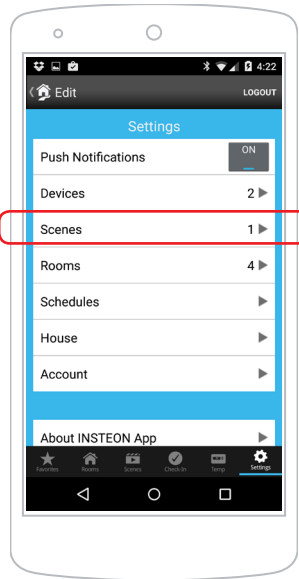 4:22
Edit LOGOUT
Settings
Push Notifications ON
Devices 2
Scenes 1
Rooms 4
Schedules
House
Account
About INSTEON App
Favorites Rooms Scenes Check-In Temp Settings